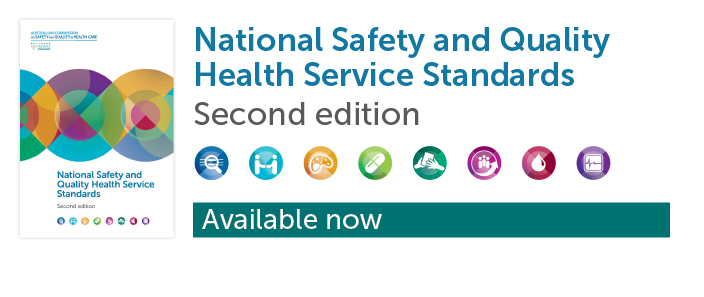 AUSTRALIAN COMMISSION
ON SAFETY AND QUALITY IN HEALTH CARE
National Safety and
Quality Health Service
Standards
Second edition
National Safety and Quality
Health Service Standards
Second edition
Available now